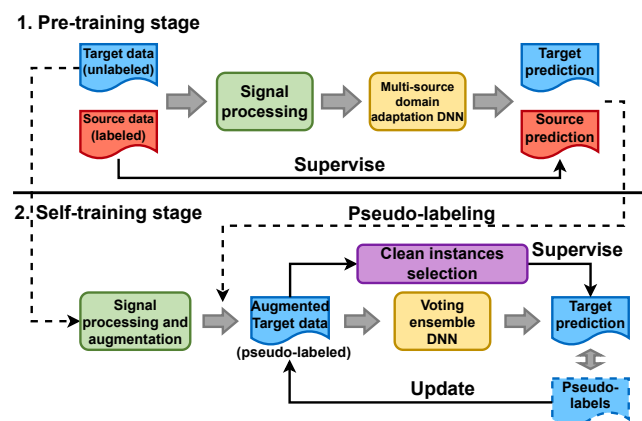 1. Pre-training stage
Target data
(unlabeled)
Source data
(labeled)
Signal
processing
Multi-source
domain
adaptation DNN
Target
prediction
Source
prediction
Supervise
2. Self-training stage
Pseudo-labeling
Clean instances
selection
Supervise
Signal
processing and
augmentation
Augmented
Target data
(pseudo-labeled)
Voting
ensemble
DNN
Target
prediction
Update
Pseudo-
labels